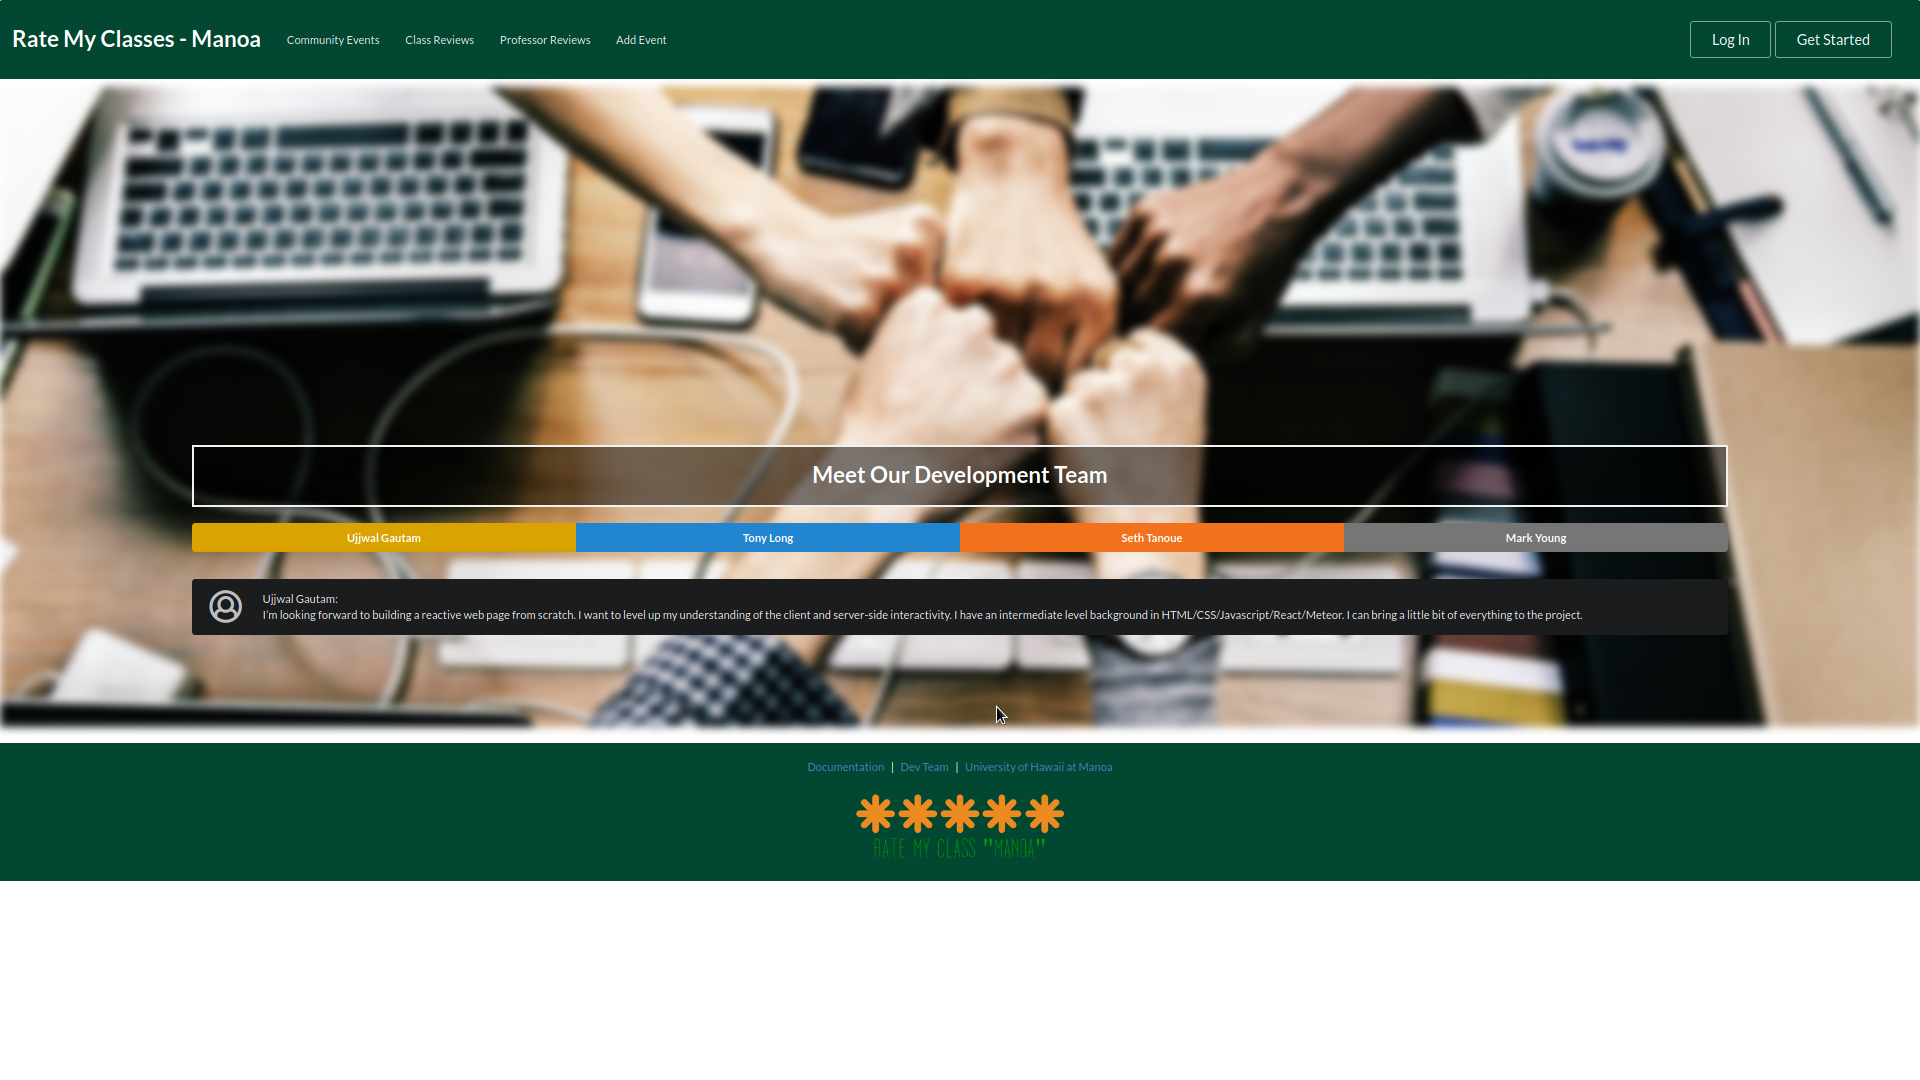 Rate My Classes - Manoa
Community Events
Class Reviews
Professor Reviews
Add Event
Log In
Get Started
Meet Our Development Team
Ujjwal Gautam
Tony Long
Seth Tanoue
Mark Young
Ujjwal Gautam:
I'm looking forward to building a reactive web page from scratch. I want to level up my understanding of the client and server-side interactivity. I have an intermediate level background in HTML/CSS/Javascript/React/Meteor. I can bring a little bit of everything to the project.
Documentation | Dev Team | University of Hawaii at Manoa
RATE MY CLASS "MANOA"